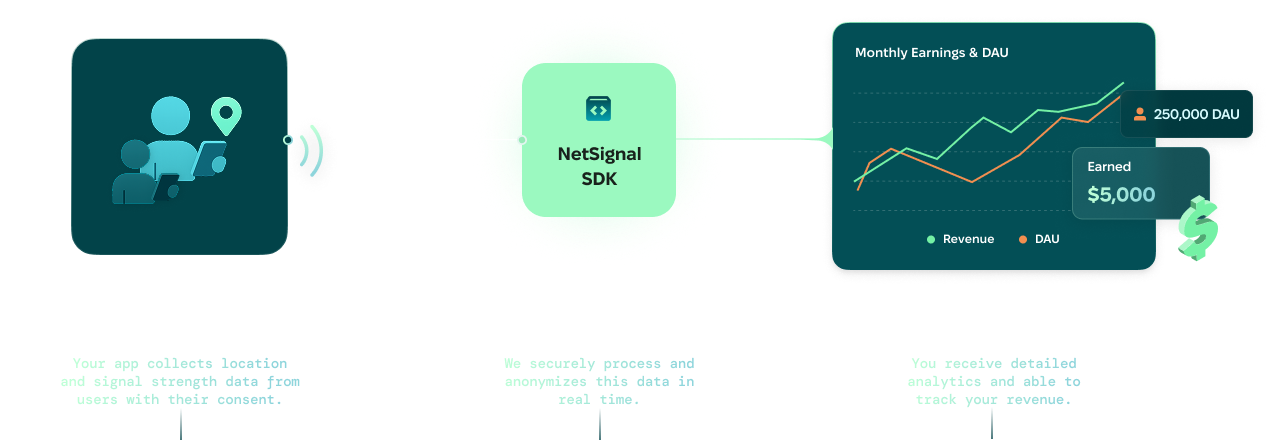 Monthly Earnings & DAU
250,000 DAU
NetSignal
SDK
Earned
$5,000
Revenue
DAU
Your app collects location
and signal strength data from
users with their consent.
We securely process and
anonymizes this data in
real time.
You receive detailed
analytics and able to
track your revenue.